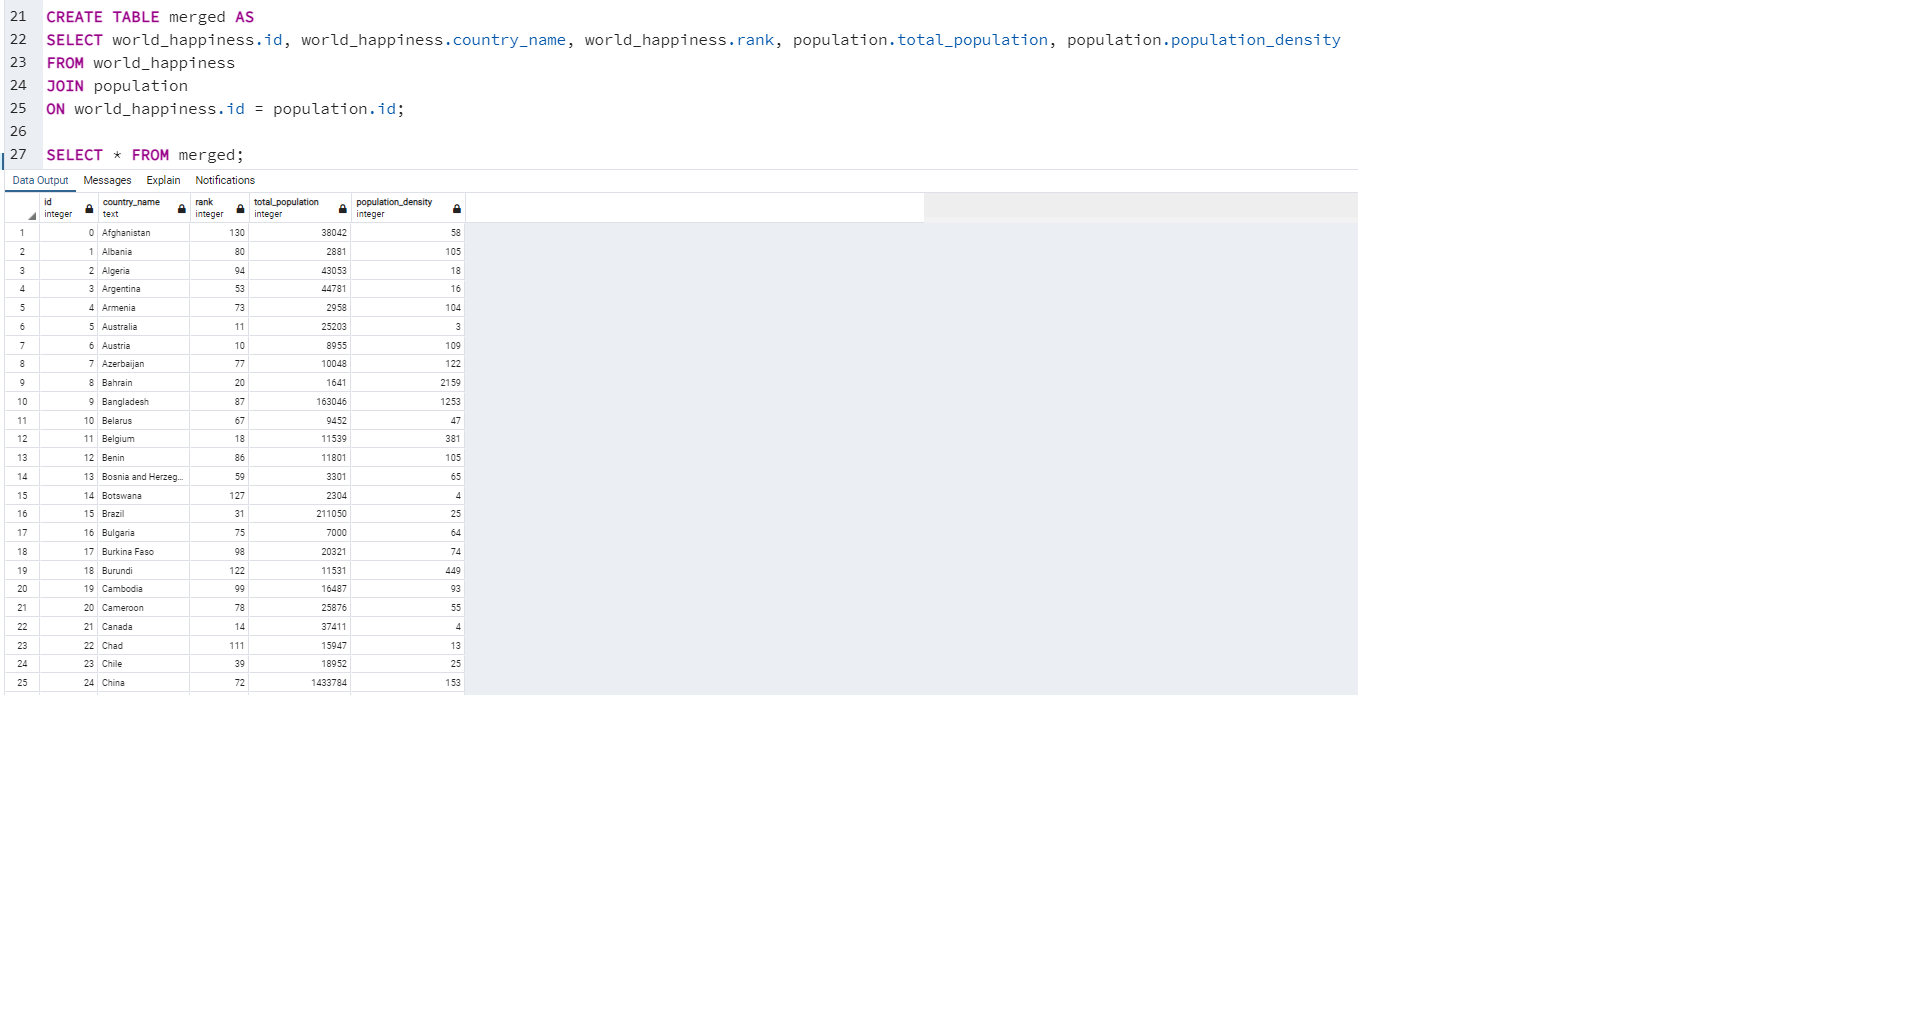 21 CREATE TABLE merged AS
22 SELECT world_happiness.id, world_happiness.country_name, world_happiness.rank, population.total_population, population.population_density
23 FROM world_happiness
24 JOIN population
25 ON world_happiness.id = population.id;
26
27 SELECT * FROM merged;
Data Output Messages Explain Notifications
id country_name rank total_population population_density
integer text integer integer integer
1 0 Afghanistan 130 38042 58
2 1 Albania 80 2881 105
3 2 Algeria 94 43053 18
4 3 Argentina 53 44781 16
5 4 Armenia 73 2958 104
6 5 Australia 11 25203 3
7 6 Austria 10 8955 109
8 7 Azerbaijan 77 10048 122
9 8 Bahrain 20 1641 2159
10 9 Bangladesh 87 163046 1253
11 10 Belarus 67 9452 47
12 11 Belgium 18 11539 381
13 12 Benin 86 11801 105
14 13 Bosnia and Herzeg... 59 3301 65
15 14 Botswana 127 2304 4
16 15 Brazil 31 211050 25
17 16 Bulgaria 75 7000 64
18 17 Burkina Faso 98 20321 74
19 18 Burundi 122 11531 449
20 19 Cambodia 99 16487 93
21 20 Cameroon 78 25876 55
22 21 Canada 14 37411 4
23 22 Chad 111 15947 13
24 23 Chile 39 18952 25
25 24 China 72 1433784 153